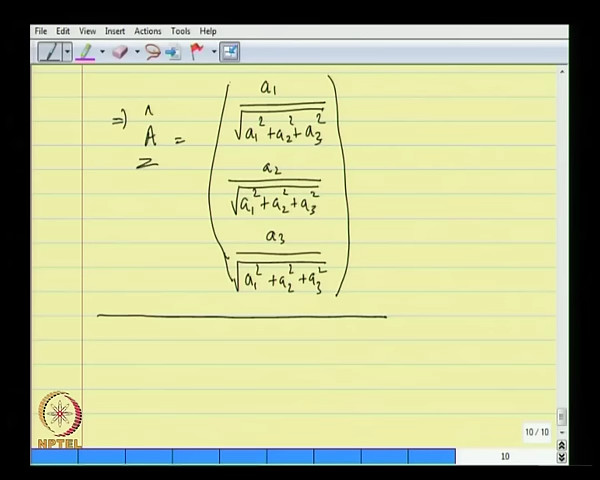 File Edit View Insert Actions Tools Help
⇒ Â = ( a₁ / √(a₁² + a₂² + a₃²)
a₂ / √(a₁² + a₂² + a₃²)
a₃ / √(a₁² + a₂² + a₃²) )
NPTEL
10 / 10
10